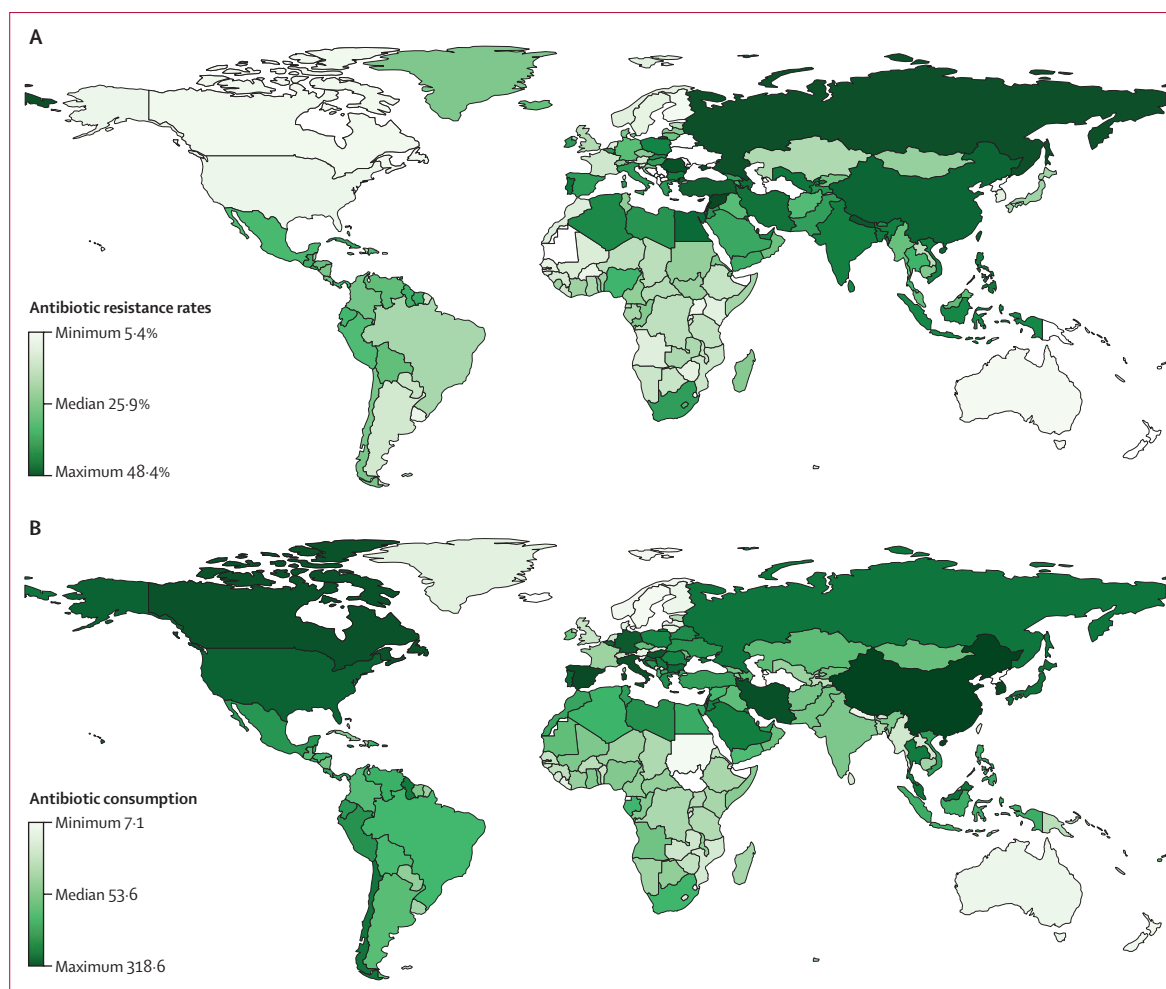 A
Antibiotic resistance rates
Minimum 5·4%
Median 25·9%
Maximum 48·4%
B
Antibiotic consumption
Minimum 7·1
Median 53·6
Maximum 318·6